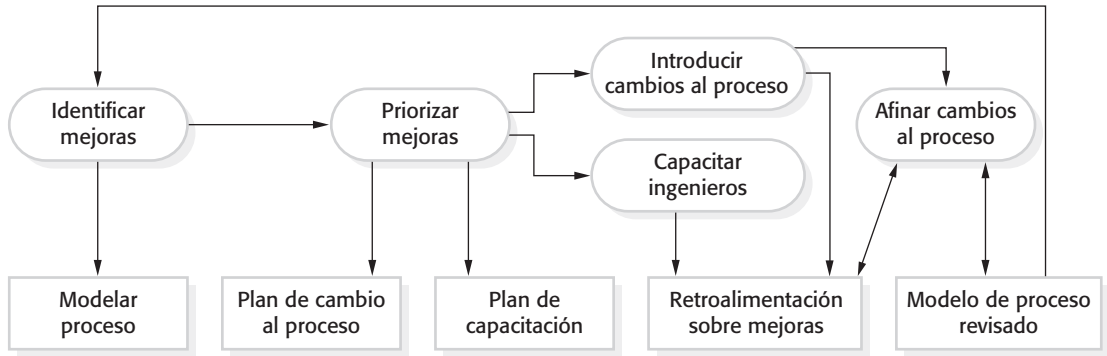 Identificar
mejoras
Priorizar
mejoras
Introducir
cambios al proceso
Capacitar
ingenieros
Afinar cambios
al proceso
Modelar
proceso
Plan de cambio
al proceso
Plan de
capacitación
Retroalimentación
sobre mejoras
Modelo de proceso
revisado